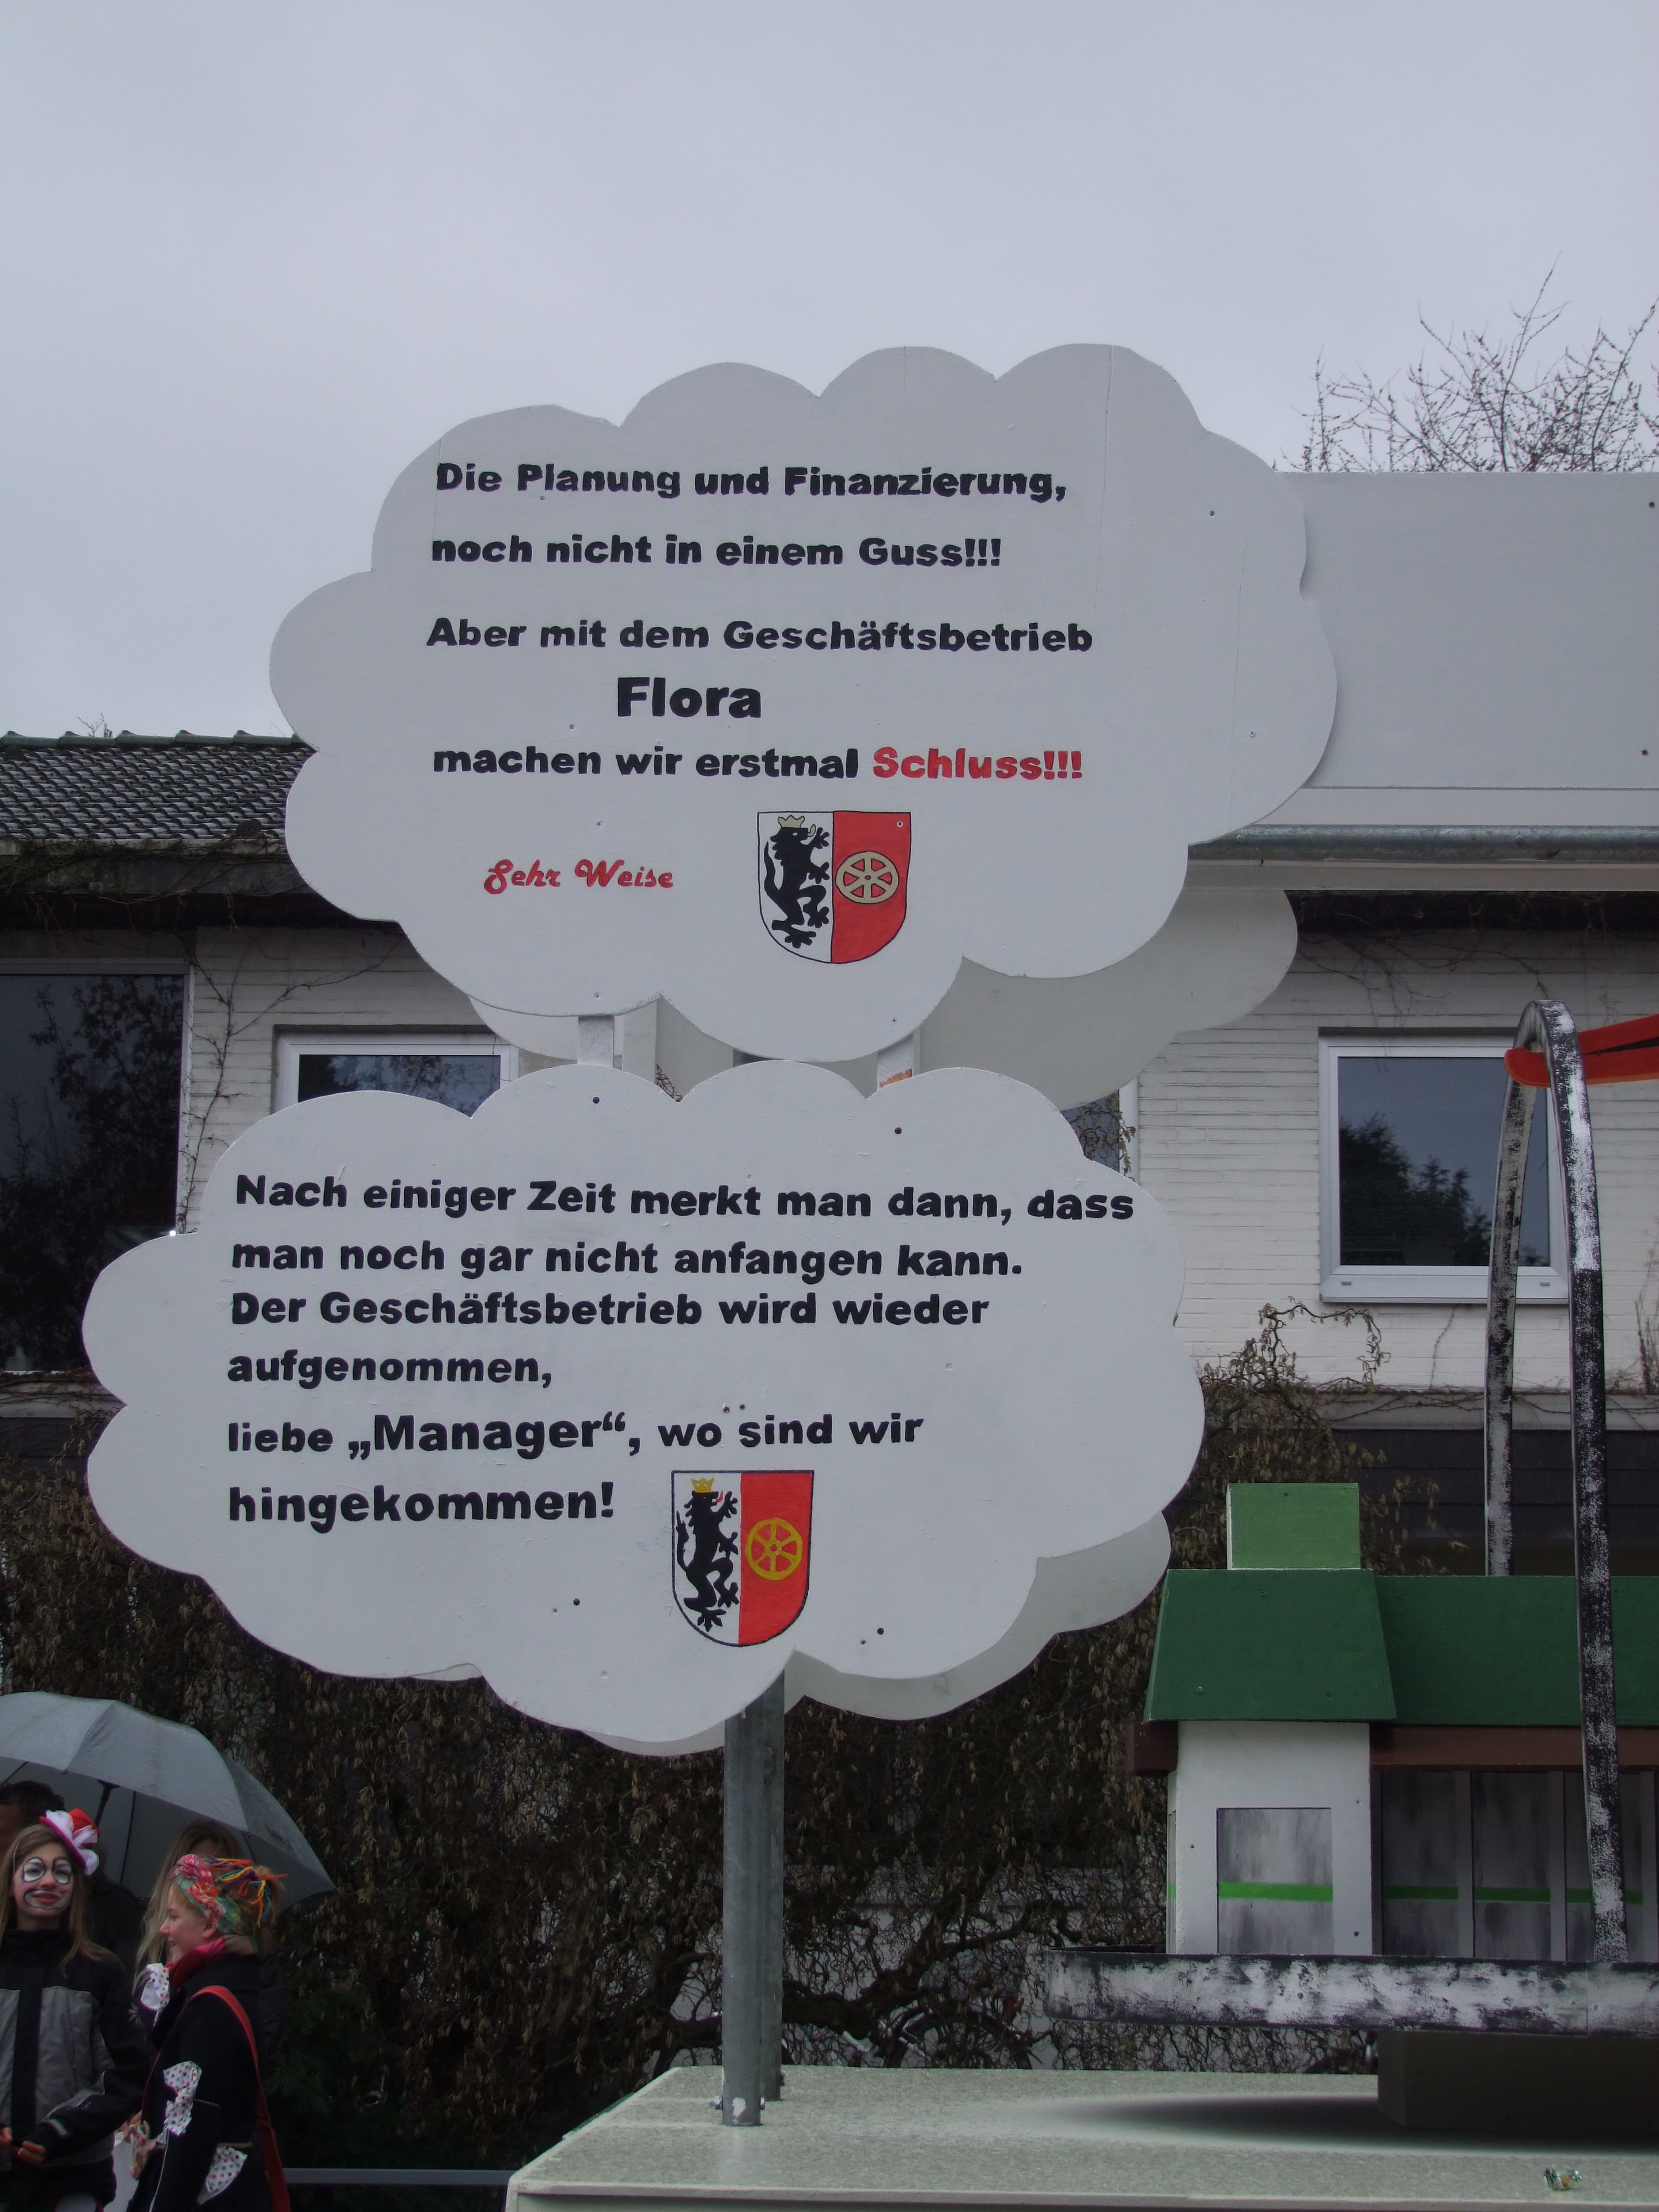 Die Planung und Finanzierung,
noch nicht in einem Guss!!!
Aber mit dem Geschäftsbetrieb
Flora
machen wir erstmal Schluss!!!
Sehr Weise
Nach einiger Zeit merkt man dann, dass
man noch gar nicht anfangen kann.
Der Geschäftsbetrieb wird wieder
aufgenommen,
liebe „Manager“, wo sind wir
hingekommen!